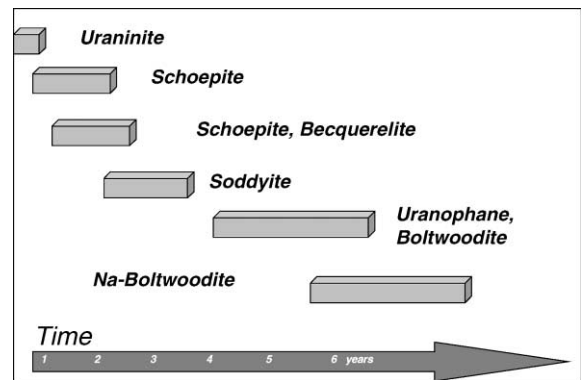 Uraninite
Schoepite
Schoepite, Becquerelite
Soddyite
Uranophane,
Boltwoodite
Na-Boltwoodite
Time
1 2 3 4 5 6 years